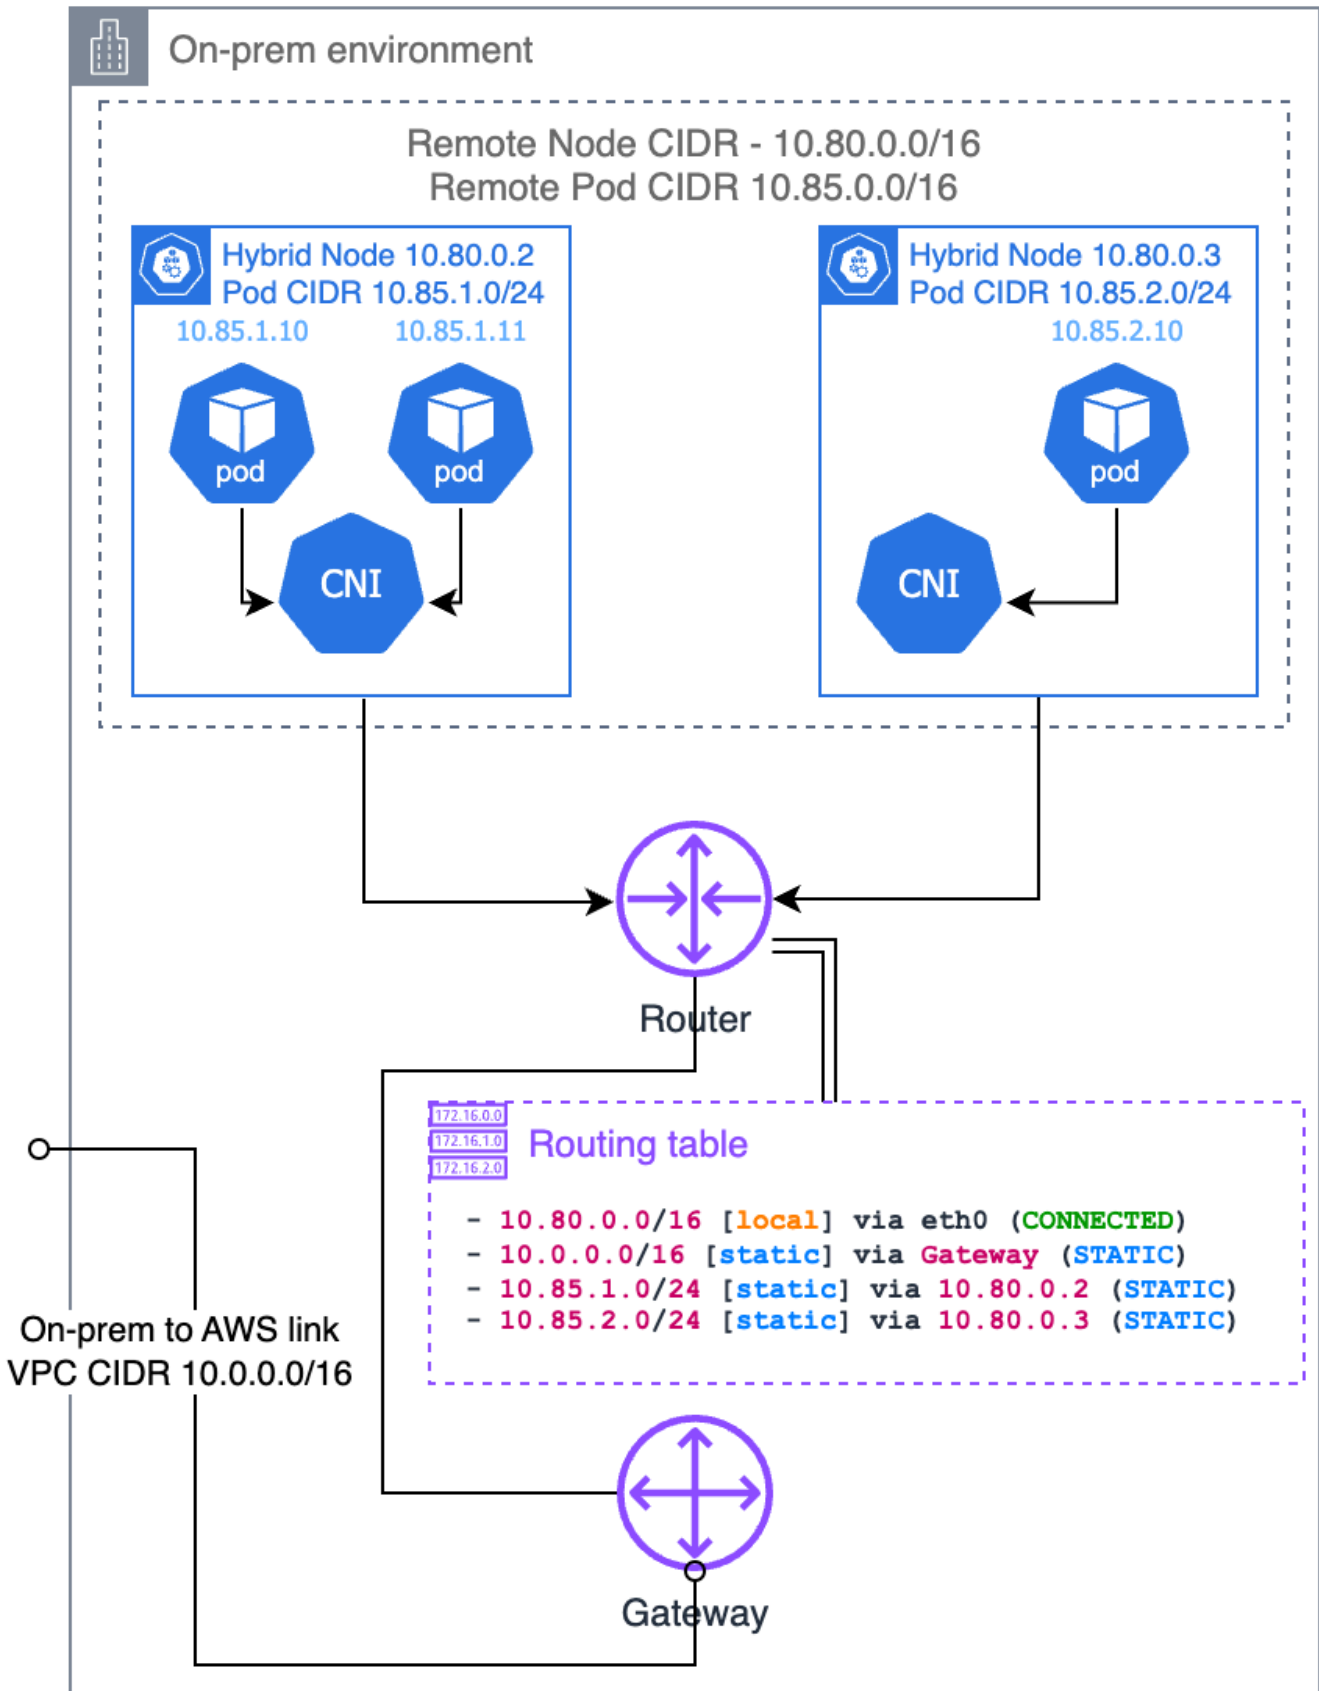 On-prem environment
Remote Node CIDR - 10.80.0.0/16
Remote Pod CIDR 10.85.0.0/16
Hybrid Node 10.80.0.2
Pod CIDR 10.85.1.0/24
10.85.1.10
10.85.1.11
pod
pod
CNI
Hybrid Node 10.80.0.3
Pod CIDR 10.85.2.0/24
10.85.2.10
pod
CNI
Router
172.16.0.0
172.16.1.0
172.16.2.0
Routing table
- 10.80.0.0/16 [local] via eth0 (CONNECTED)
- 10.0.0.0/16 [static] via Gateway (STATIC)
- 10.85.1.0/24 [static] via 10.80.0.2 (STATIC)
- 10.85.2.0/24 [static] via 10.80.0.3 (STATIC)
On-prem to AWS link
VPC CIDR 10.0.0.0/16
Gateway